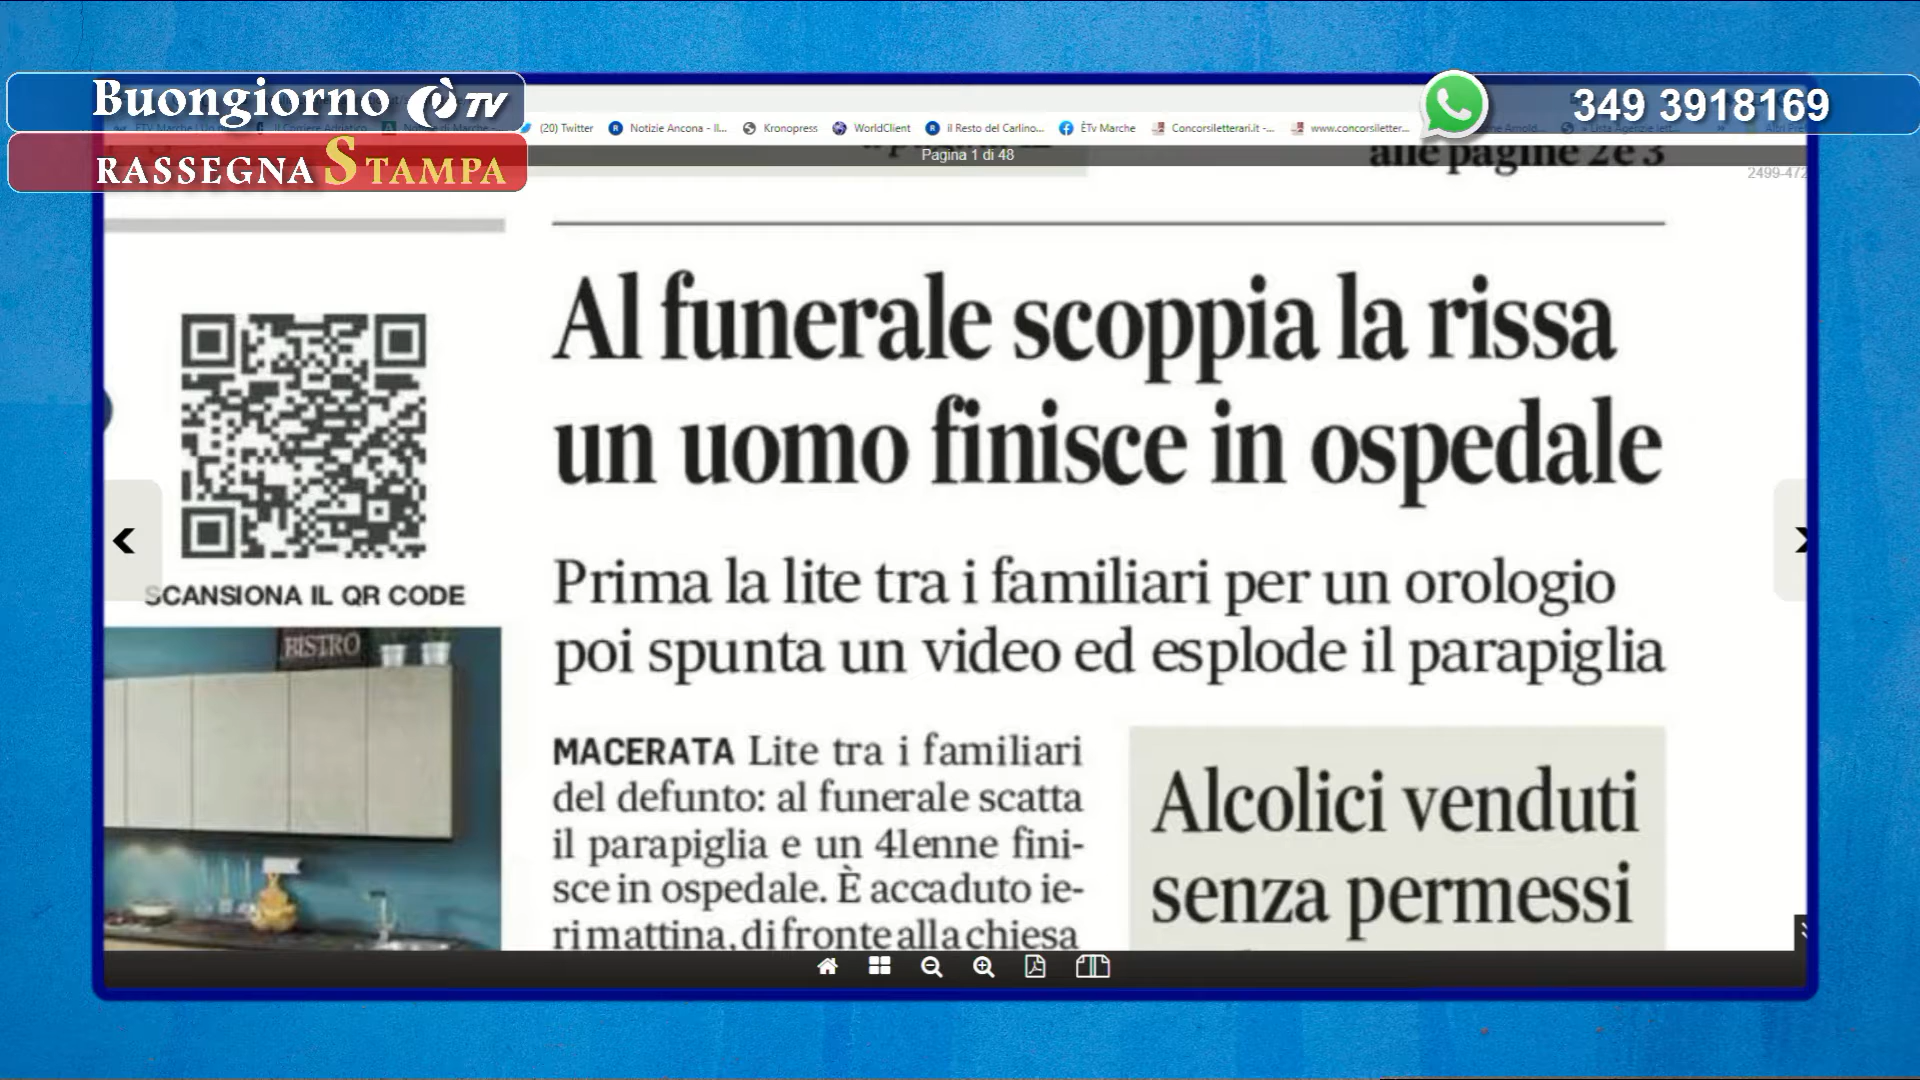 Buongiorno è TV
RASSEGNA STAMPA
349 3918169
(20) Twitter
Notizie Ancona - Il...
Kronopress
WorldClient
il Resto del Carlino...
ÈTv Marche
Concorsiletterari.it -...
www.concorsiletter...
Pagina 1 di 48
alle pagine 2 e 3
2499-472
Al funerale scoppia la rissa
un uomo finisce in ospedale
SCANSIONA IL QR CODE
Prima la lite tra i familiari per un orologio
poi spunta un video ed esplode il parapiglia
BISTRO
MACERATA Lite tra i familiari
del defunto: al funerale scatta
il parapiglia e un 41enne fini-
sce in ospedale. È accaduto ie-
ri mattina, di fronte alla chiesa
Alcolici venduti
senza permessi